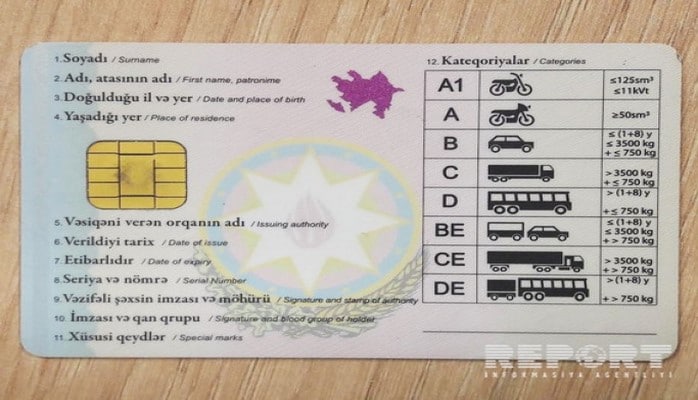 1. Soyadı / Surname
2. Adı, atasının adı / First name, patronime
3. Doğulduğu il və yer / Date and place of birth
4. Yaşadığı yer / Place of residence
5. Vəsiqəni verən orqanın adı / Issuing authority
6. Verildiyi tarix / Date of issue
7. Etibarlıdır / Date of expiry
8. Seriya və nömrə / Serial Number
9. Vəzifəli şəxsin imzası və möhürü / Signature and stamp of authority
10. İmzası və qan qrupu / Signature and blood group of holder
11. Xüsusi qeydlər / Special marks
12. Kateqoriyalar / Categories
A1 ≤125sm³
≤11kVt
A ≥50sm³
B ≤ (1+8) y
≤ 3500 kg
+ ≤ 750 kg
C > 3500 kg
+ ≤ 750 kg
D > (1+8) y
+ ≤ 750 kg
BE ≤ (1+8) y
≤ 3500 kg
+ > 750 kg
CE > 3500 kg
+ > 750 kg
DE > (1+8) y
+ > 750 kg
REPORT
İNFORMASİYA AGENTLİYİ